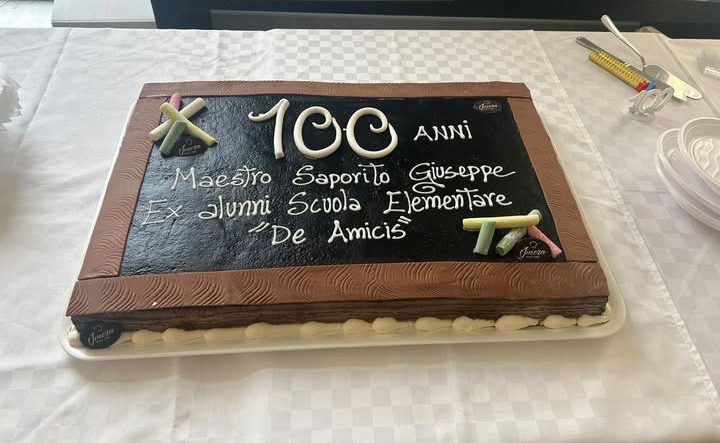 100 ANNI
Maestro Saporito Giuseppe
Ex alunni Scuola Elementare
"De Amicis"